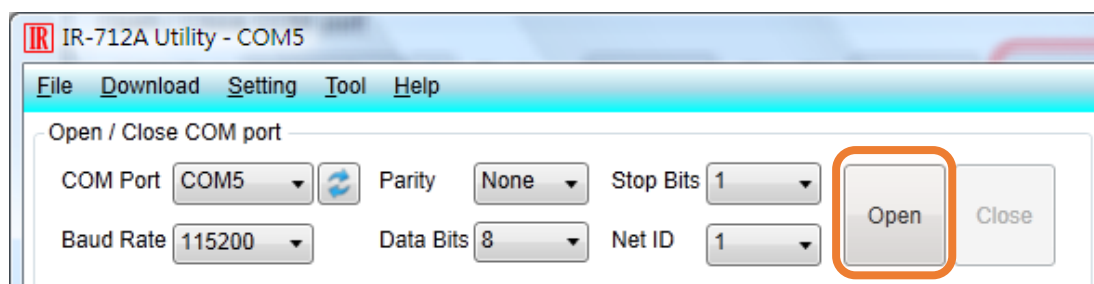 IR IR-712A Utility - COM5
File Download Setting Tool Help
Open / Close COM port
COM Port COM5 Parity None Stop Bits 1 Open Close
Baud Rate 115200 Data Bits 8 Net ID 1